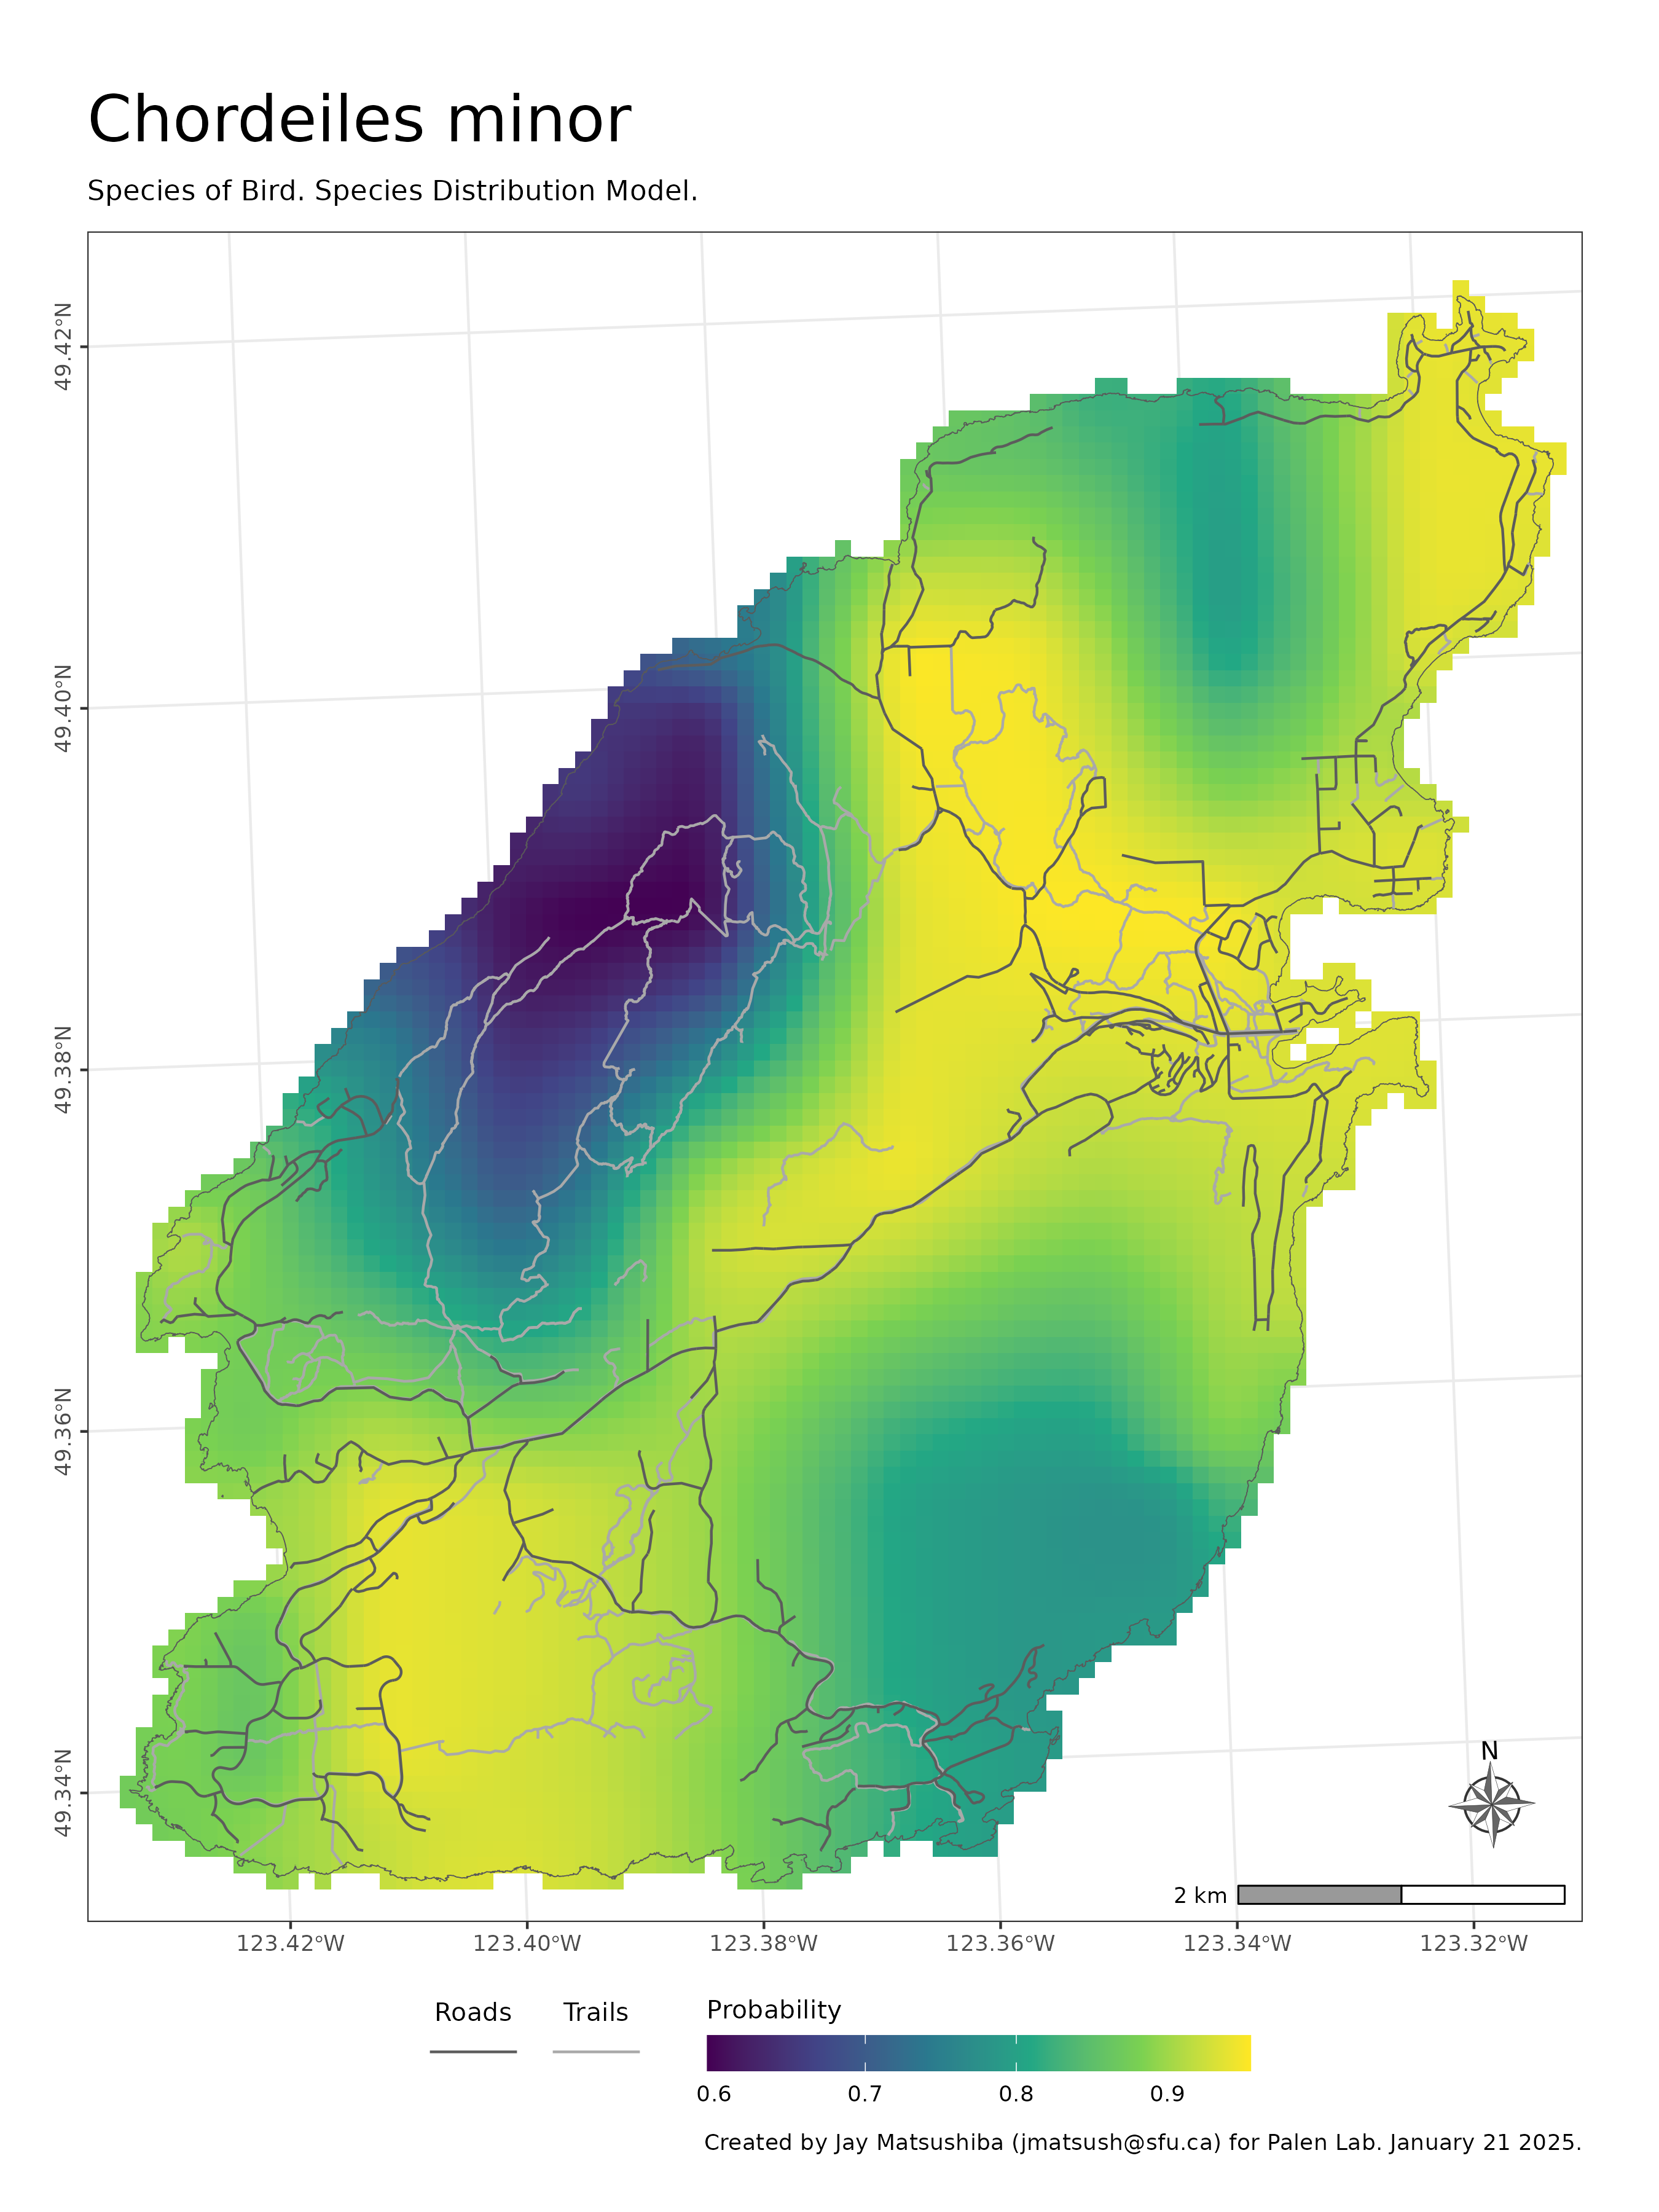 Chordeiles minor
Species of Bird. Species Distribution Model.
49.42°N
49.40°N
49.38°N
49.36°N
49.34°N
N
2 km
123.42°W 123.40°W 123.38°W 123.36°W 123.34°W 123.32°W
Roads Trails Probability
0.6 0.7 0.8 0.9
Created by Jay Matsushiba (jmatsush@sfu.ca) for Palen Lab. January 21 2025.